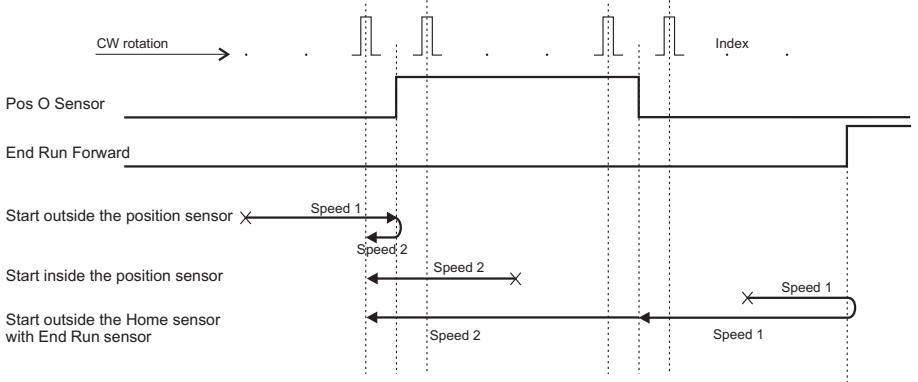 CW rotation
Index
Pos O Sensor
End Run Forward
Start outside the position sensor
Speed 1
Speed 2
Start inside the position sensor
Speed 2
Speed 1
Start outside the Home sensor
with End Run sensor
Speed 2
Speed 1